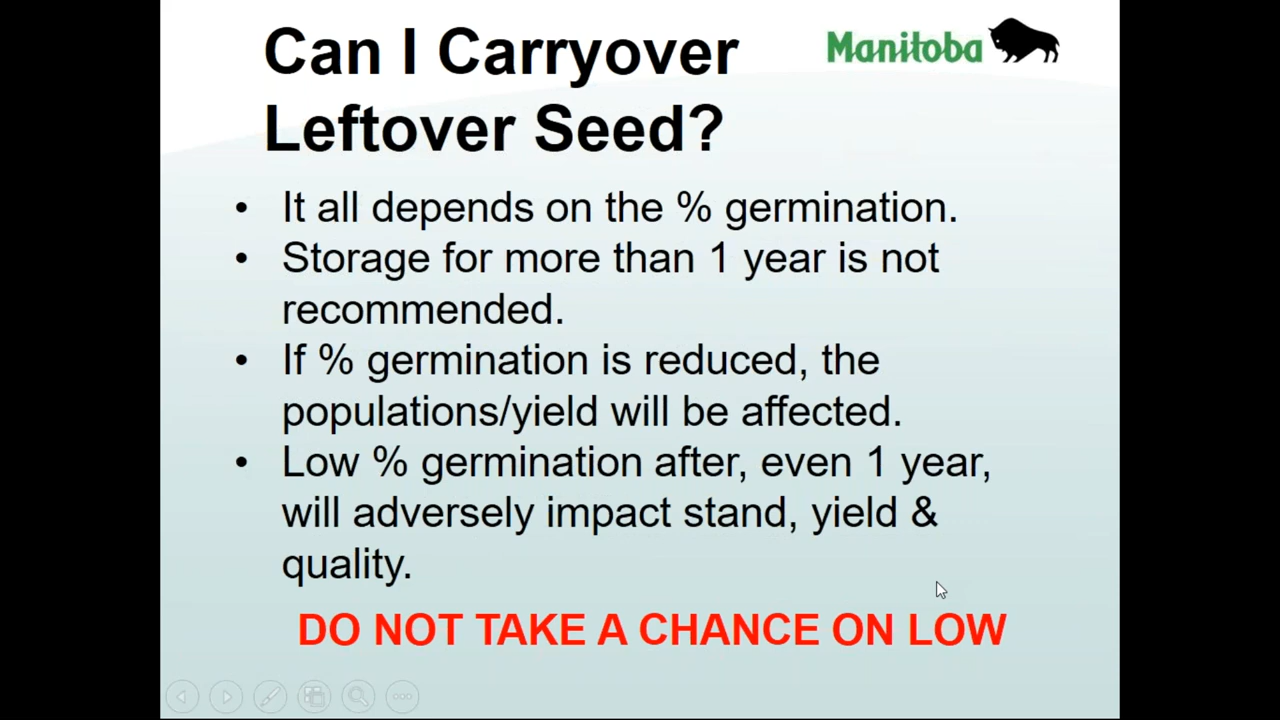 Can I Carryover
Leftover Seed?
Manitoba
• It all depends on the % germination.
• Storage for more than 1 year is not
recommended.
• If % germination is reduced, the
populations/yield will be affected.
• Low % germination after, even 1 year,
will adversely impact stand, yield &
quality.
DO NOT TAKE A CHANCE ON LOW